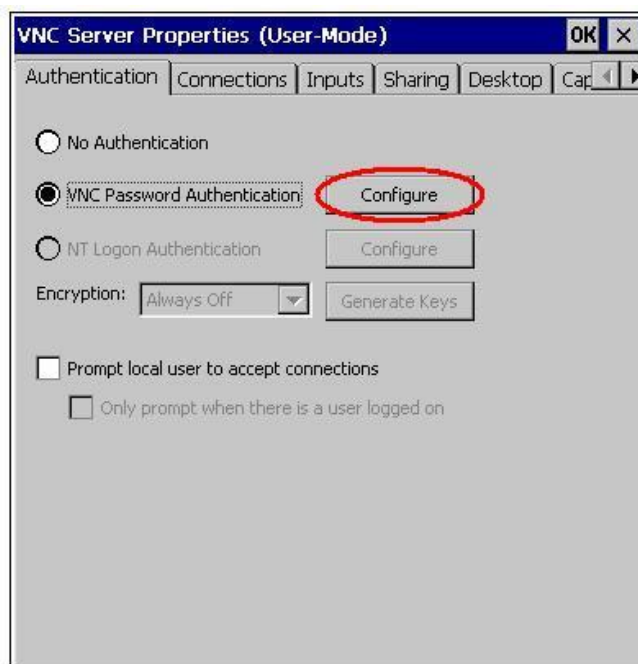 VNC Server Properties (User-Mode) OK ×
Authentication Connections Inputs Sharing Desktop Cap
No Authentication
VNC Password Authentication Configure
NT Logon Authentication Configure
Encryption: Always Off Generate Keys
Prompt local user to accept connections
Only prompt when there is a user logged on